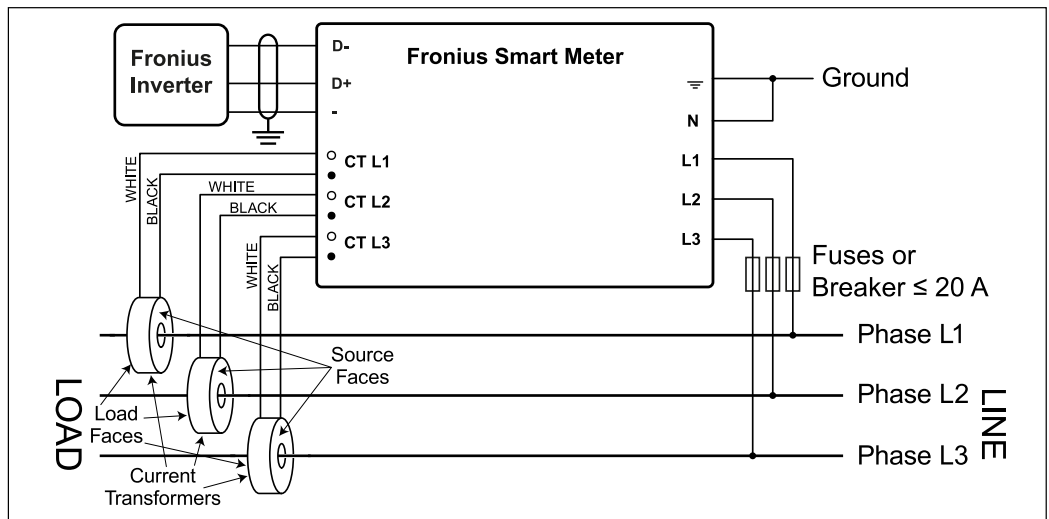 Fronius
Inverter
D-
D+
-
Fronius Smart Meter
N
Ground
CT L1
CT L2
CT L3
L1
L2
L3
WHITE
BLACK
WHITE
BLACK
WHITE
BLACK
Fuses or
Breaker ≤ 20 A
Phase L1
Phase L2
Phase L3
Source
Faces
LOAD
Load
Faces
Current
Transformers
LINE